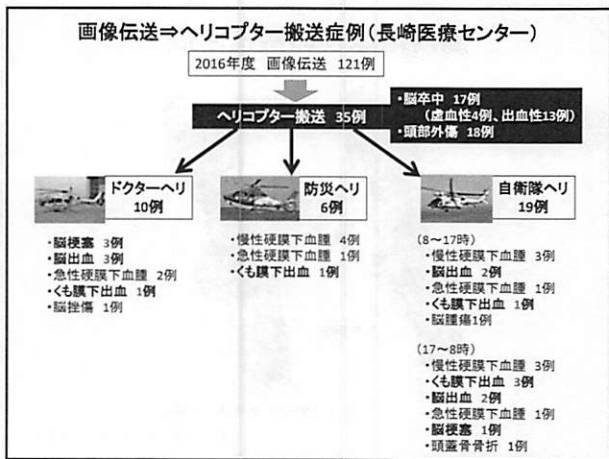 画像伝送⇒ヘリコプター搬送症例(長崎医療センター)
2016年度 画像伝送 121例
ヘリコプター搬送 35例
・脳卒中 17例
(虚血性4例、出血性13例)
・頭部外傷 18例
ドクターヘリ
10例
・脳梗塞 3例
・脳出血 3例
・急性硬膜下血腫 2例
・くも膜下出血 1例
・脳挫傷 1例
防災ヘリ
6例
・慢性硬膜下血腫 4例
・急性硬膜下血腫 1例
・くも膜下出血 1例
自衛隊ヘリ
19例
(8~17時)
・慢性硬膜下血腫 3例
・脳出血 2例
・急性硬膜下血腫 1例
・くも膜下出血 1例
・脳腫瘍1例
(17~8時)
・慢性硬膜下血腫 3例
・くも膜下出血 3例
・脳出血 2例
・急性硬膜下血腫 1例
・脳梗塞 1例
・頭蓋骨骨折 1例